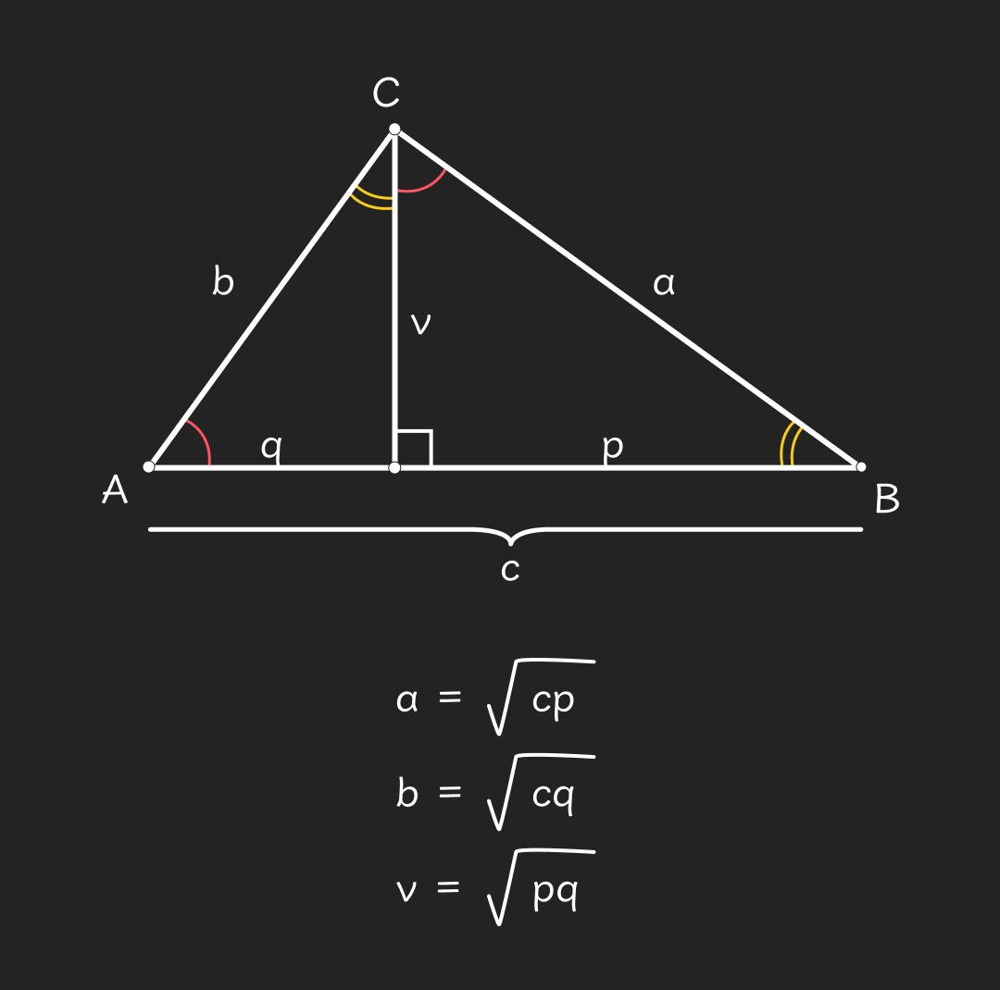 C
b
a
v
q
p
A
B
c
a = √cp
b = √cq
v = √pq